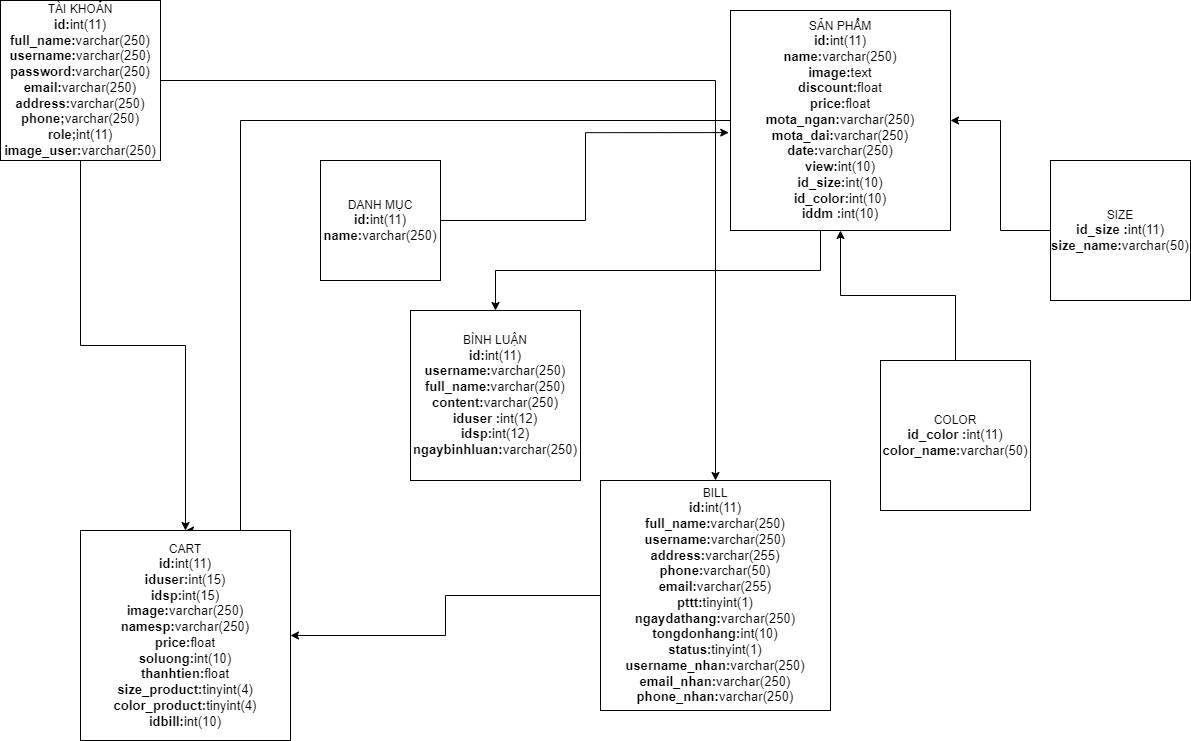 TÀI KHOẢN
id:int(11)
full_name:varchar(250)
username:varchar(250)
password:varchar(250)
email:varchar(250)
address:varchar(250)
phone;varchar(250)
role;int(11)
image_user:varchar(250)
SẢN PHẨM
id:int(11)
name:varchar(250)
image:text
discount:float
price:float
mota_ngan:varchar(250)
mota_dai:varchar(250)
date:varchar(250)
view:int(10)
id_size:int(10)
id_color:int(10)
iddm :int(10)
DANH MỤC
id:int(11)
name:varchar(250)
SIZE
id_size :int(11)
size_name:varchar(50)
BÌNH LUẬN
id:int(11)
username:varchar(250)
full_name:varchar(250)
content:varchar(250)
iduser :int(12)
idsp:int(12)
ngaybinhluan:varchar(250)
COLOR
id_color :int(11)
color_name:varchar(50)
BILL
id:int(11)
full_name:varchar(250)
username:varchar(250)
address:varchar(255)
phone:varchar(50)
email:varchar(255)
pttt:tinyint(1)
ngaydathang:varchar(250)
tongdonhang:int(10)
status:tinyint(1)
username_nhan:varchar(250)
email_nhan:varchar(250)
phone_nhan:varchar(250)
CART
id:int(11)
iduser:int(15)
idsp:int(15)
image:varchar(250)
namesp:varchar(250)
price:float
soluong:int(10)
thanhtien:float
size_product:tinyint(4)
color_product:tinyint(4)
idbill:int(10)